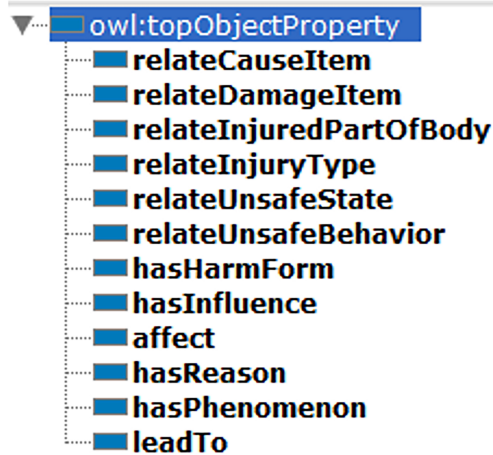 owl:topObjectProperty
relateCauseItem
relateDamageItem
relateInjuredPartOfBody
relateInjuryType
relateUnsafeState
relateUnsafeBehavior
hasHarmForm
hasInfluence
affect
hasReason
hasPhenomenon
leadTo